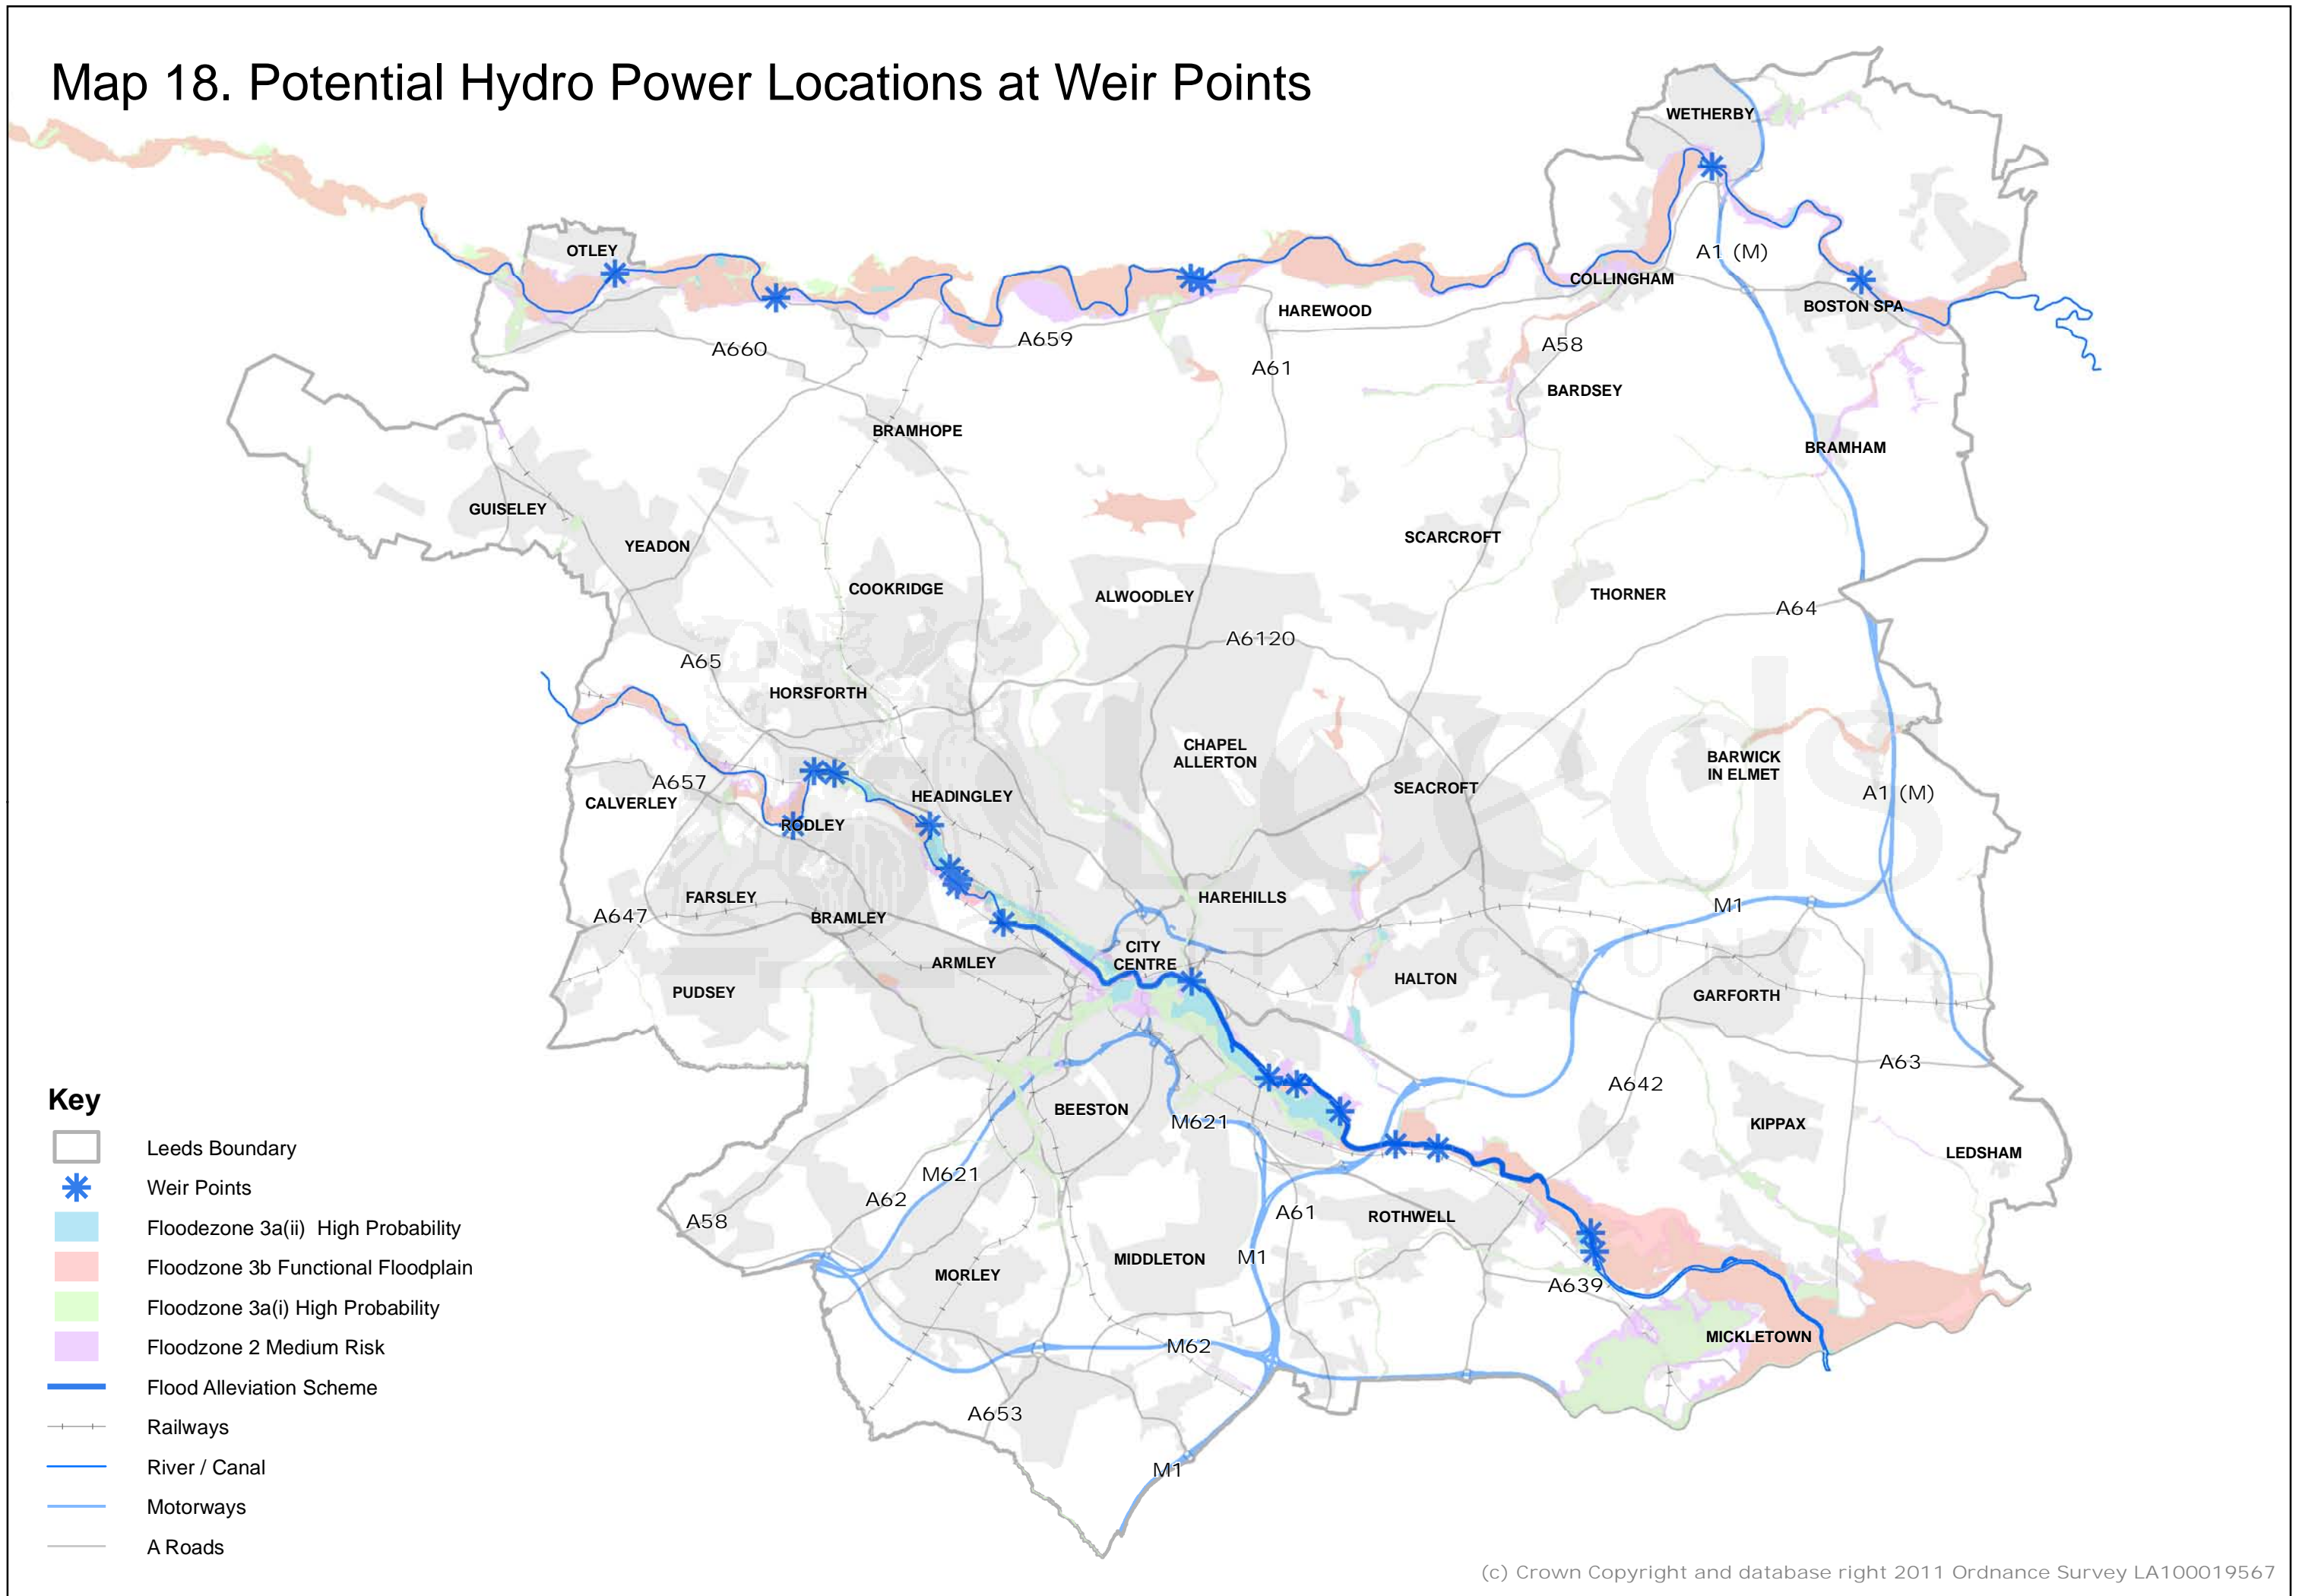 Map 18. Potential Hydro Power Locations at Weir Points
WETHERBY
OTLEY
A1 (M)
COLLINGHAM
BOSTON SPA
HAREWOOD
A659
A660
A58
A61
BARDSEY
BRAMHOPE
BRAMHAM
GUISELEY
SCARCROFT
YEADON
COOKRIDGE
ALWOODLEY
THORNER
A64
A6120
A65
HORSFORTH
CHAPEL
ALLERTON
BARWICK
IN ELMET
A657
SEACROFT
A1 (M)
HEADINGLEY
CALVERLEY
RODLEY
Leeds
FARSLEY
HAREHILLS
M1
A647
BRAMLEY
CITY
CENTRE
CITY COUNCIL
ARMLEY
HALTON
PUDSEY
GARFORTH
A63
A642
BEESTON
M621
KIPPAX
LEDSHAM
M621
A62
A58
A61
ROTHWELL
M1
MIDDLETON
MORLEY
A639
MICKLETOWN
M62
A653
M1
Key
Leeds Boundary
Weir Points
Floodezone 3a(ii) High Probability
Floodzone 3b Functional Floodplain
Floodzone 3a(i) High Probability
Floodzone 2 Medium Risk
Flood Alleviation Scheme
Railways
River / Canal
Motorways
A Roads
(c) Crown Copyright and database right 2011 Ordnance Survey LA100019567